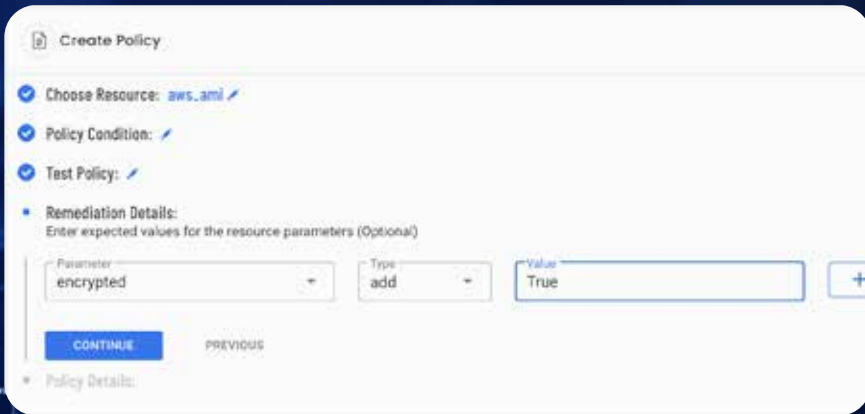 Create Policy
Choose Resource: aws_ami
Policy Condition:
Test Policy:
Remediation Details:
Enter expected values for the resource parameters (Optional)
Parameter Type Value
encrypted add True
+
CONTINUE PREVIOUS
Policy Details: